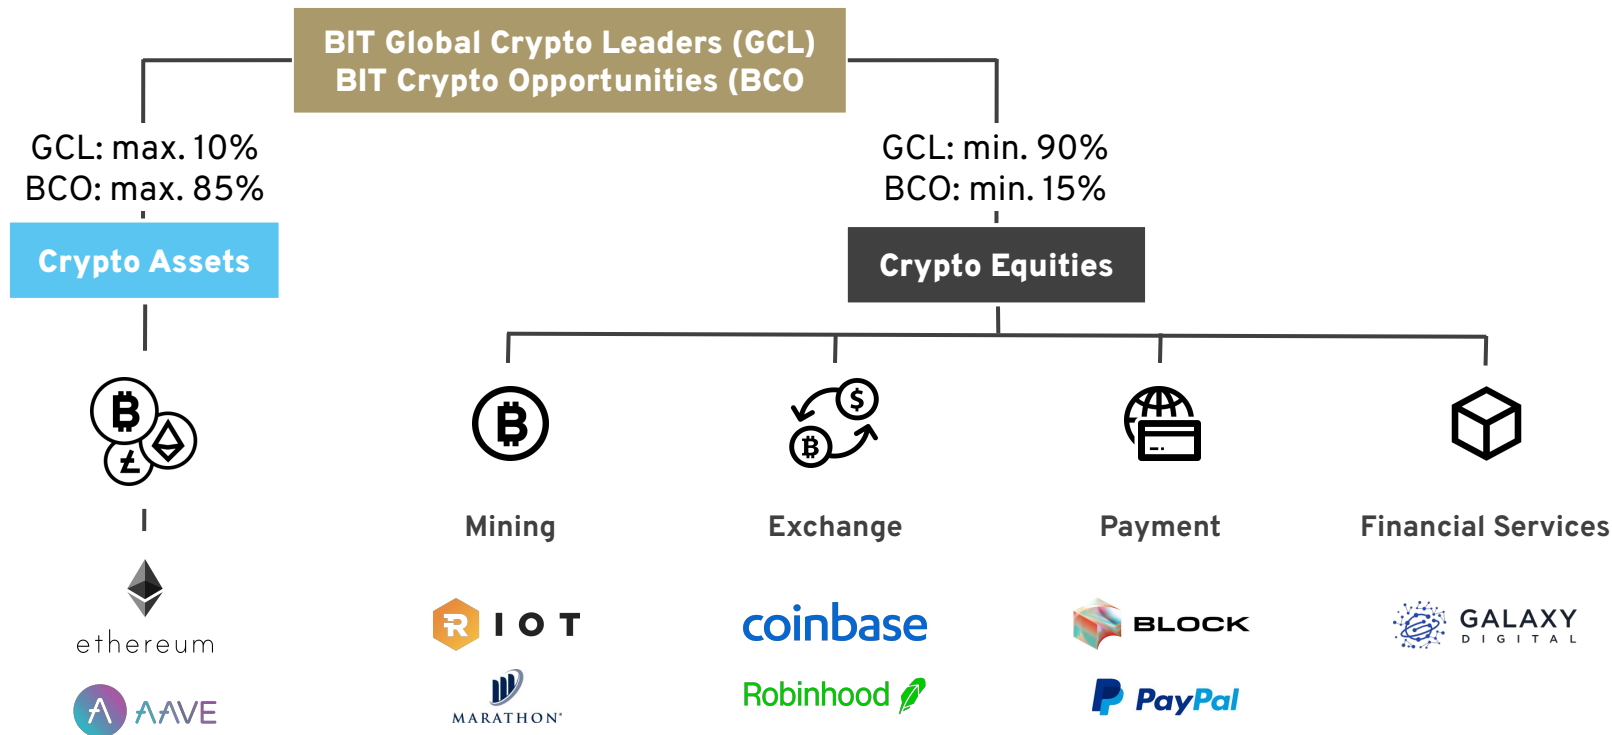 BIT Global Crypto Leaders (GCL)
BIT Crypto Opportunities (BCO
GCL: max. 10%
BCO: max. 85%
GCL: min. 90%
BCO: min. 15%
Crypto Assets
Crypto Equities
Mining
Exchange
Payment
Financial Services
ethereum
AAVE
RIOT
MARATHON
coinbase
Robinhood
BLOCK
PayPal
GALAXY
DIGITAL